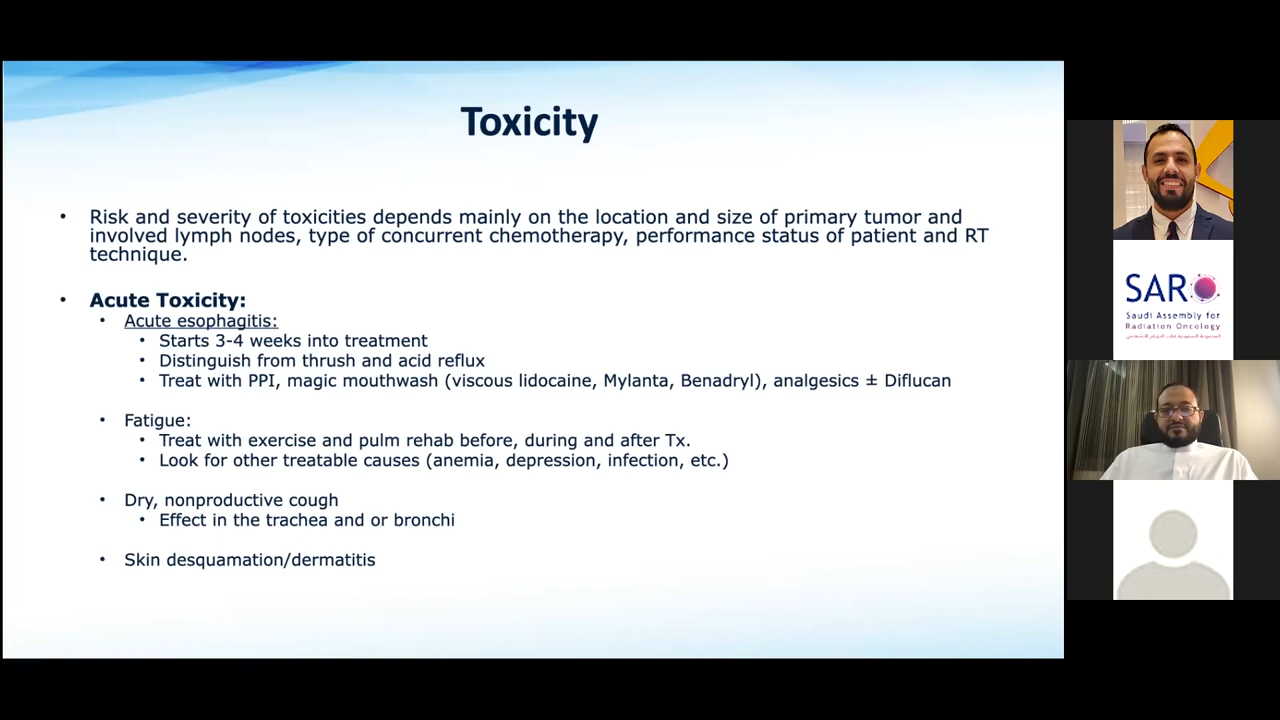 Toxicity
• Risk and severity of toxicities depends mainly on the location and size of primary tumor and
involved lymph nodes, type of concurrent chemotherapy, performance status of patient and RT
technique.
• Acute Toxicity:
• Acute esophagitis:
• Starts 3-4 weeks into treatment
• Distinguish from thrush and acid reflux
• Treat with PPI, magic mouthwash (viscous lidocaine, Mylanta, Benadryl), analgesics ± Diflucan
• Fatigue:
• Treat with exercise and pulm rehab before, during and after Tx.
• Look for other treatable causes (anemia, depression, infection, etc.)
• Dry, nonproductive cough
• Effect in the trachea and or bronchi
• Skin desquamation/dermatitis
SARO
Saudi Assembly for
Radiation Oncology